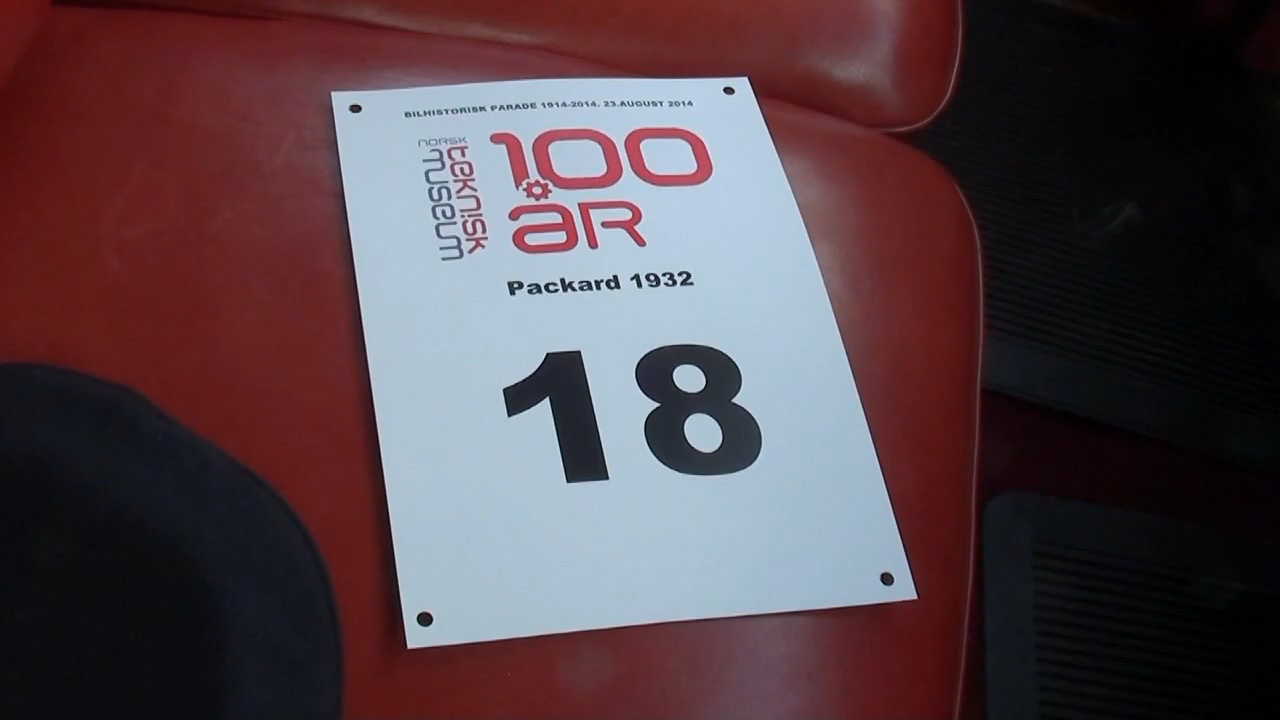 BILHISTORISK PARADE 1914-2014. 23.AUGUST 2014
NORSK
teknisk
museum
100
åR
Packard 1932
18